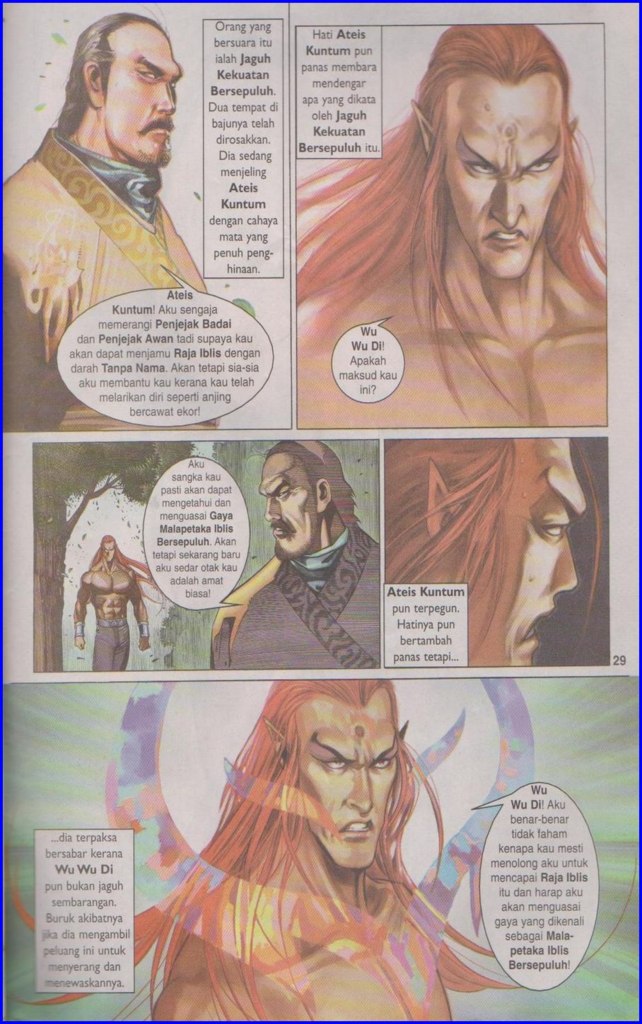 Orang yang
bersuara itu
ialah Jaguh
Kekuatan
Bersepuluh.
Dua tempat di
bajunya telah
dirosakkan.
Dia sedang
menjeling
Ateis
Kuntum
dengan cahaya
mata yang
penuh peng-
hinaan.
Ateis
Kuntum! Aku sengaja
memerangi Penjejak Badai
dan Penjejak Awan tadi supaya kau
akan dapat menjamu Raja Iblis dengan
darah Tanpa Nama. Akan tetapi sia-sia
aku membantu kau kerana kau telah
melarikan diri seperti anjing
bercawat ekor!
Hati Ateis
Kuntum pun
panas membara
mendengar
apa yang dikata
oleh Jaguh
Kekuatan
Bersepuluh itu.
Wu
Wu Di!
Apakah
maksud kau
ini?
Aku
sangka kau
pasti akan dapat
mengetahui dan
menguasai Gaya
Malapetaka Iblis
Bersepuluh. Akan
tetapi sekarang baru
aku sedar otak kau
adalah amat
biasa!
Ateis Kuntum
pun terpegun.
Hatinya pun
bertambah
panas tetapi...
29
...dia terpaksa
bersabar kerana
Wu Wu Di
pun bukan jaguh
sembarangan.
Buruk akibatnya
jika dia mengambil
peluang ini untuk
menyerang dan
menewaskannya.
Wu
Wu Di! Aku
benar-benar
tidak faham
kenapa kau mesti
menolong aku untuk
mencapai Raja Iblis
itu dan harap aku
akan menguasai
gaya yang dikenali
sebagai Mala-
petaka Iblis
Bersepuluh!